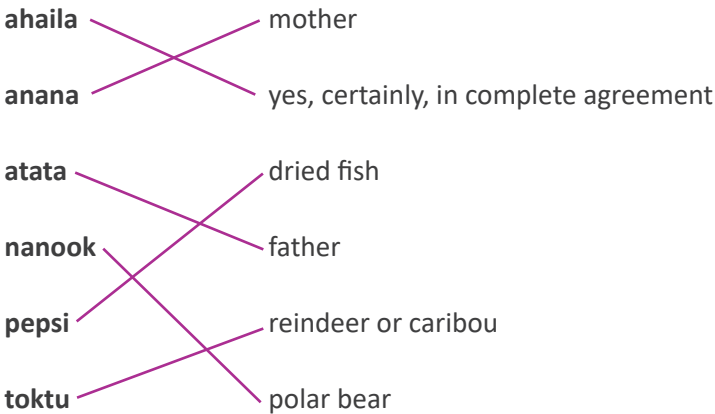 ahaila mother
anana yes, certainly, in complete agreement
atata dried fish
nanook father
pepsi reindeer or caribou
toktu polar bear